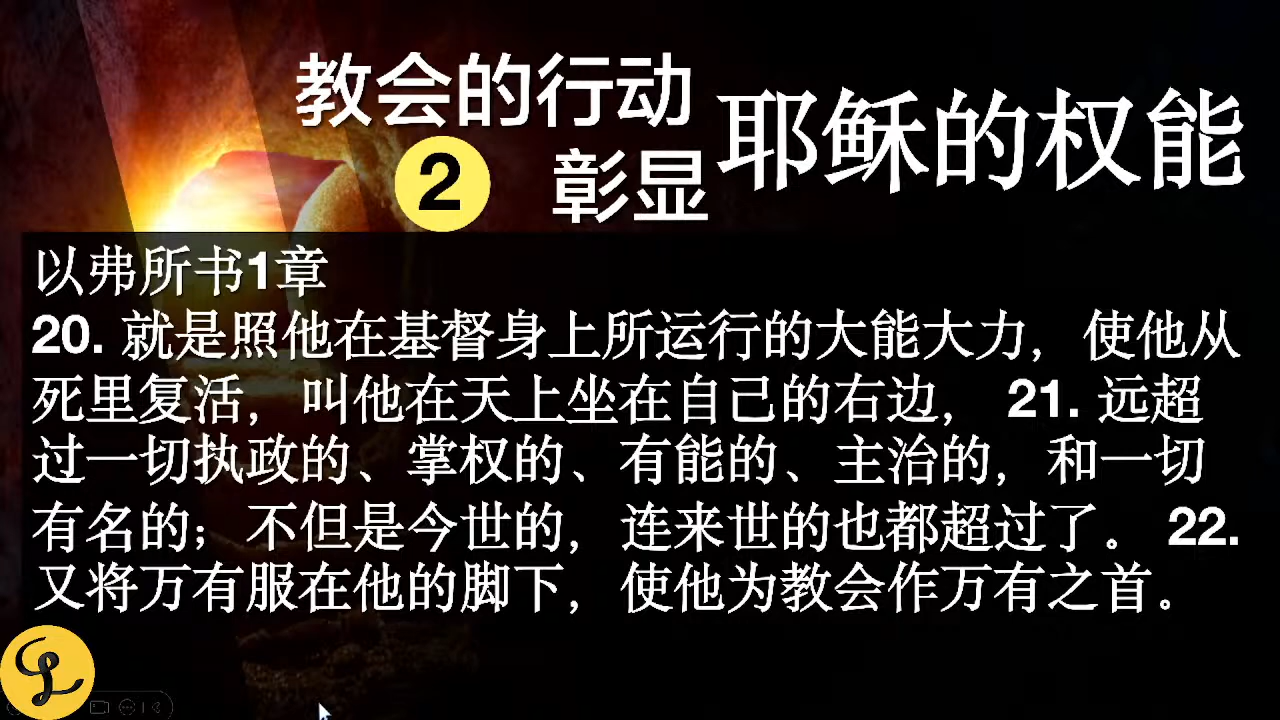 教会的行动
2 彰显 耶稣的权能
以弗所书1章
20. 就是照他在基督身上所运行的大能大力，使他从
死里复活，叫他在天上坐在自己的右边， 21. 远超
过一切执政的、掌权的、有能的、主治的，和一切
有名的；不但是今世的，连来世的也都超过了。 22.
又将万有服在他的脚下，使他为教会作万有之首。